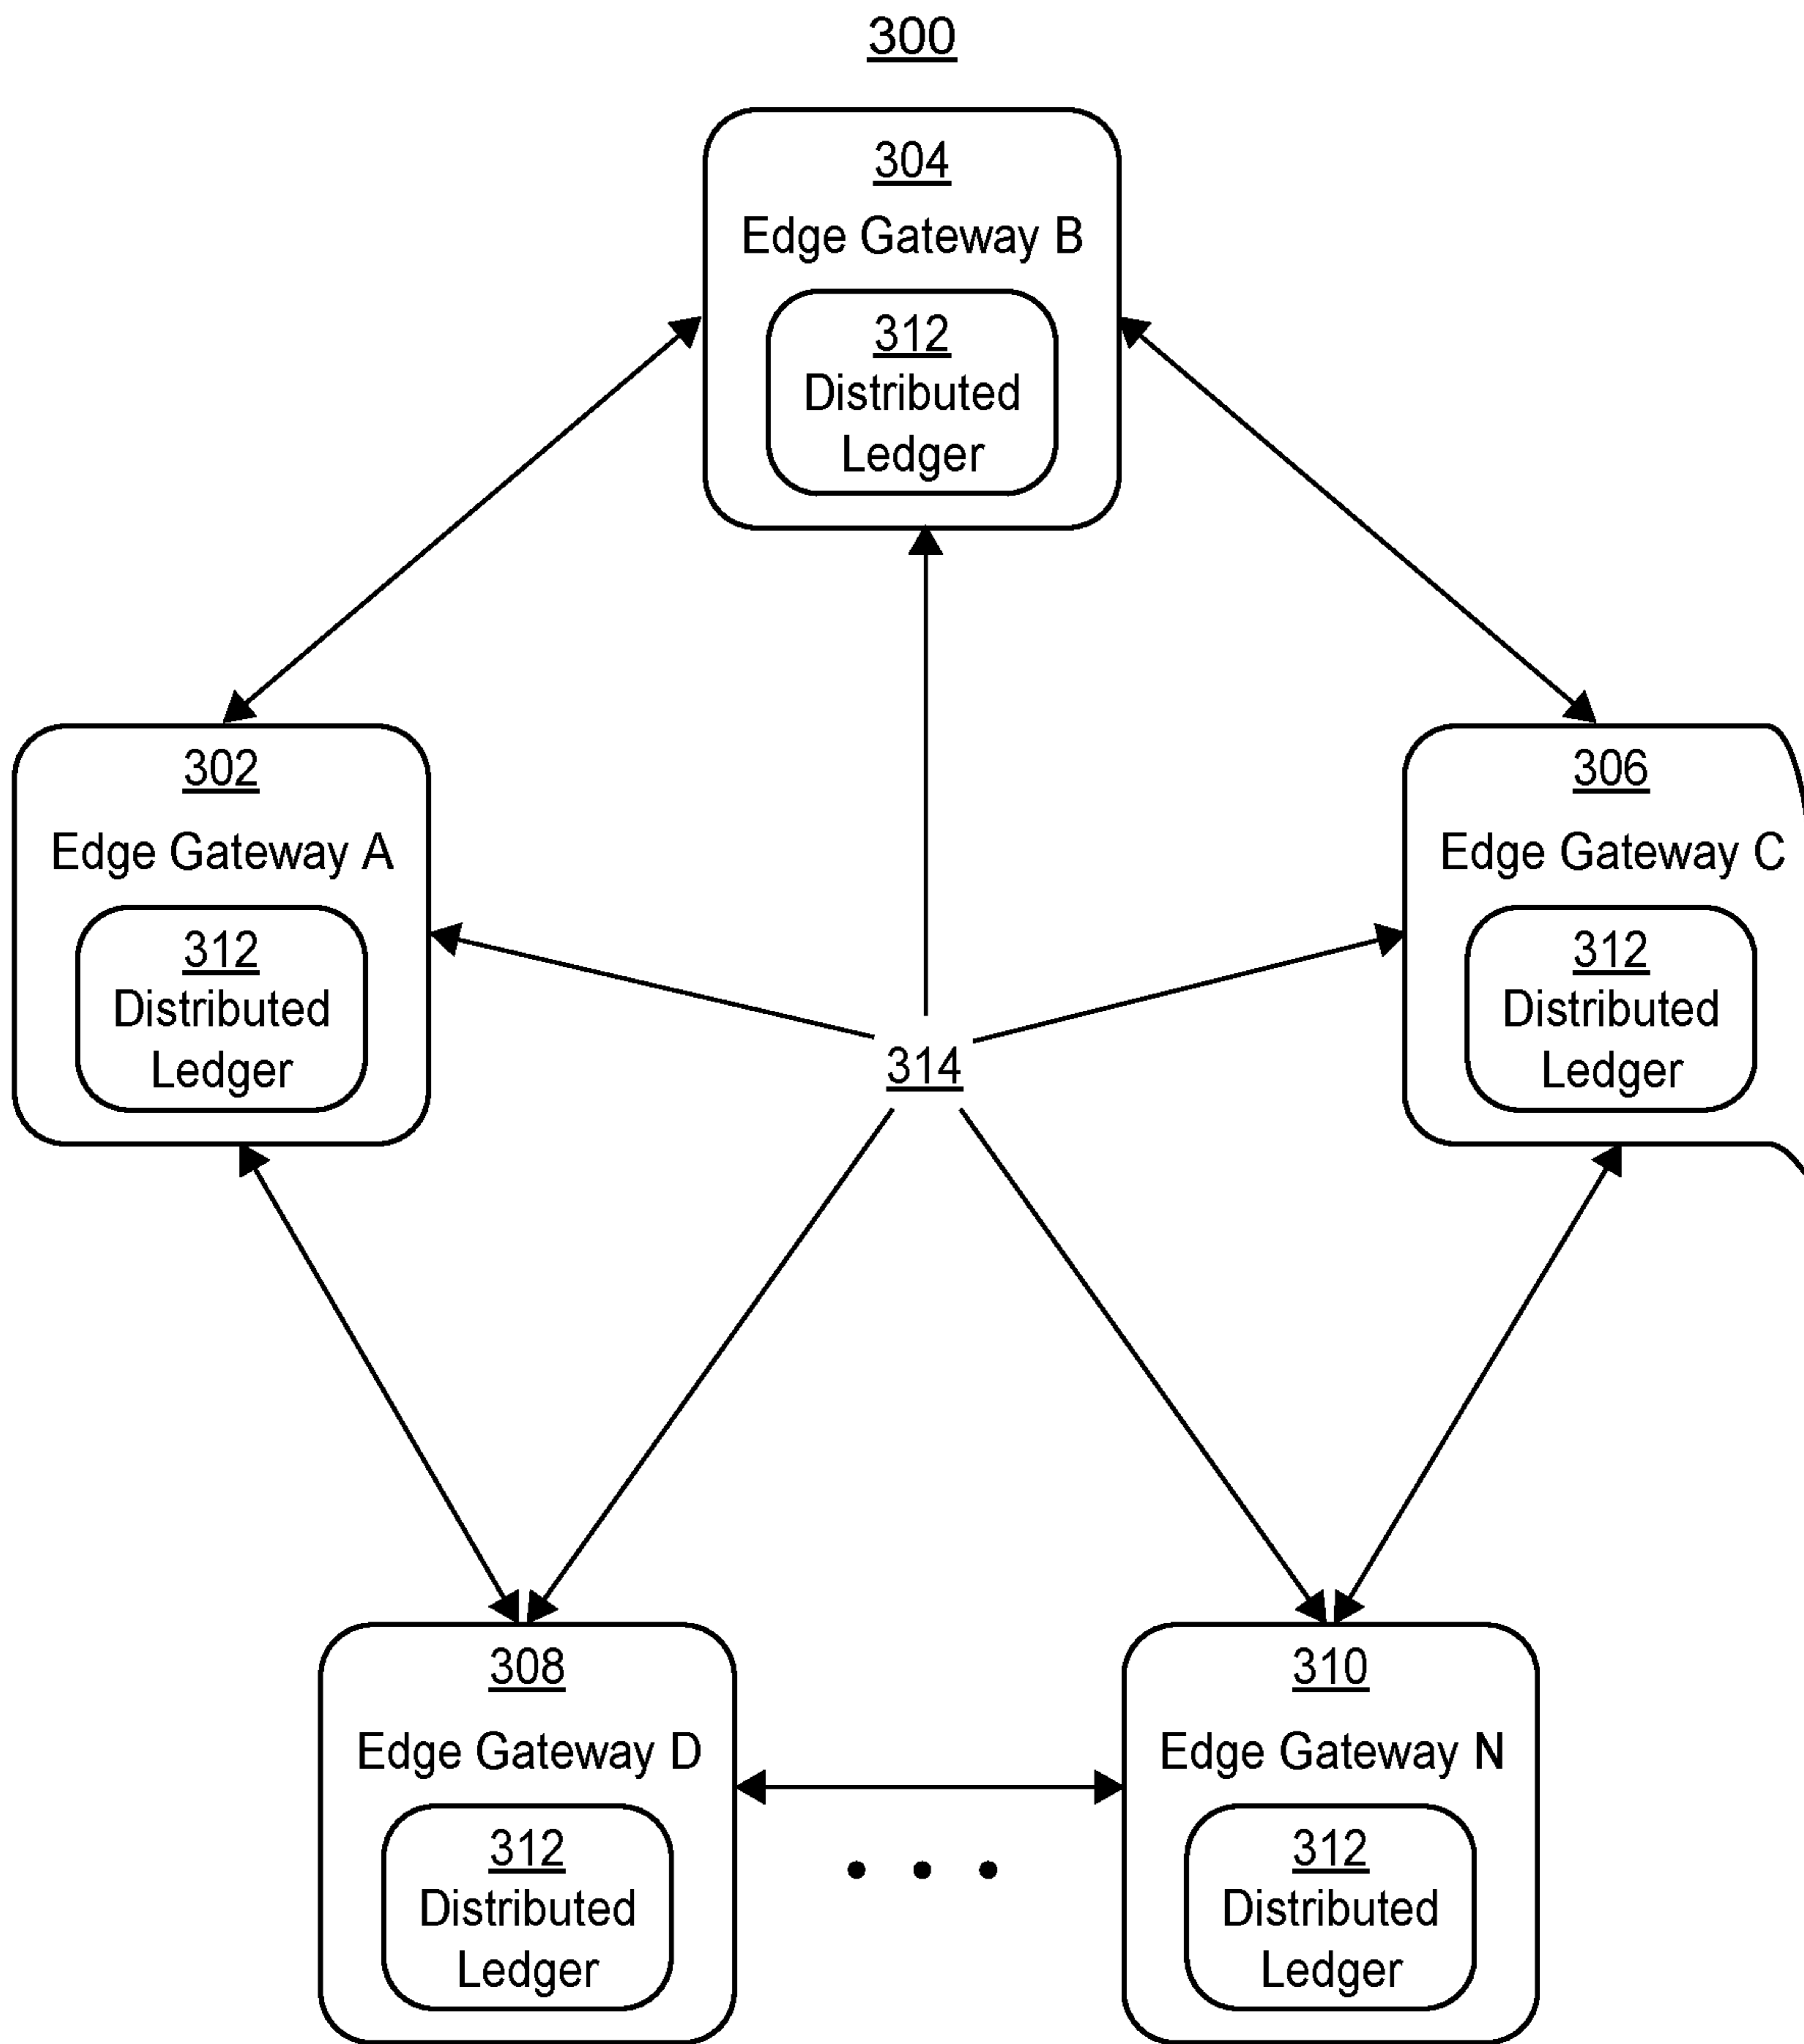 300
304
Edge Gateway B
312
Distributed
Ledger
302
Edge Gateway A
312
Distributed
Ledger
306
Edge Gateway C
312
Distributed
Ledger
314
308
Edge Gateway D
312
Distributed
Ledger
310
Edge Gateway N
312
Distributed
Ledger